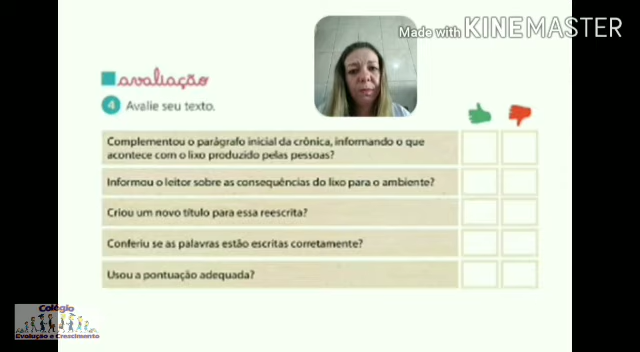 Made with KINEMASTER
avaliação
4 Avalie seu texto.
Complementou o parágrafo inicial da crônica, informando o que
acontece com o lixo produzido pelas pessoas?
Informou o leitor sobre as consequências do lixo para o ambiente?
Criou um novo título para essa reescrita?
Conferiu se as palavras estão escritas corretamente?
Usou a pontuação adequada?
Colégio
Evolução e Crescimento